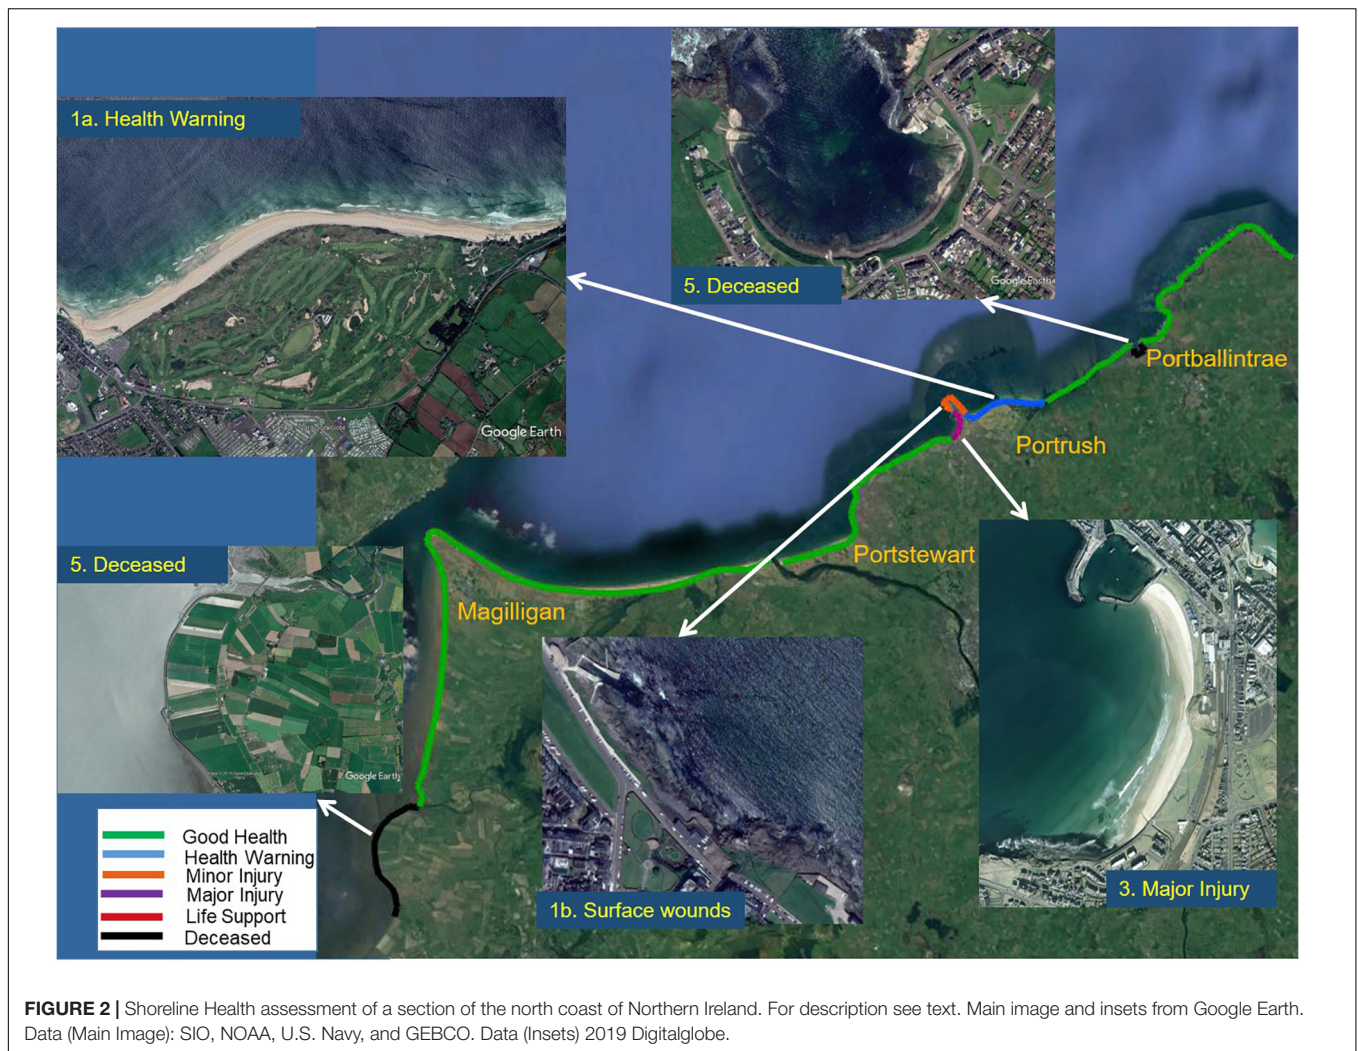 1a. Health Warning
Google Earth
5. Deceased
Google Earth
Portballintrae
Portrush
Portstewart
Magilligan
5. Deceased
Google Earth
1b. Surface wounds
3. Major Injury
Good Health
Health Warning
Minor Injury
Major Injury
Life Support
Deceased
FIGURE 2 | Shoreline Health assessment of a section of the north coast of Northern Ireland. For description see text. Main image and insets from Google Earth.
Data (Main Image): SIO, NOAA, U.S. Navy, and GEBCO. Data (Insets) 2019 Digitalglobe.